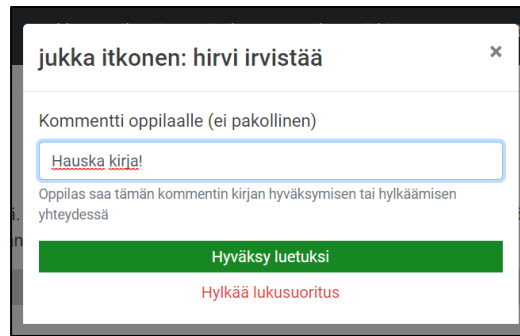 jukka itkonen: hirvi irvistää
×
Kommentti oppilaalle (ei pakollinen)
Hauska kirja!
Oppilas saa tämän kommentin kirjan hyväksymisen tai hylkäämisen
yhteydessä
Hyväksy luetuksi
Hylkää lukusuoritus